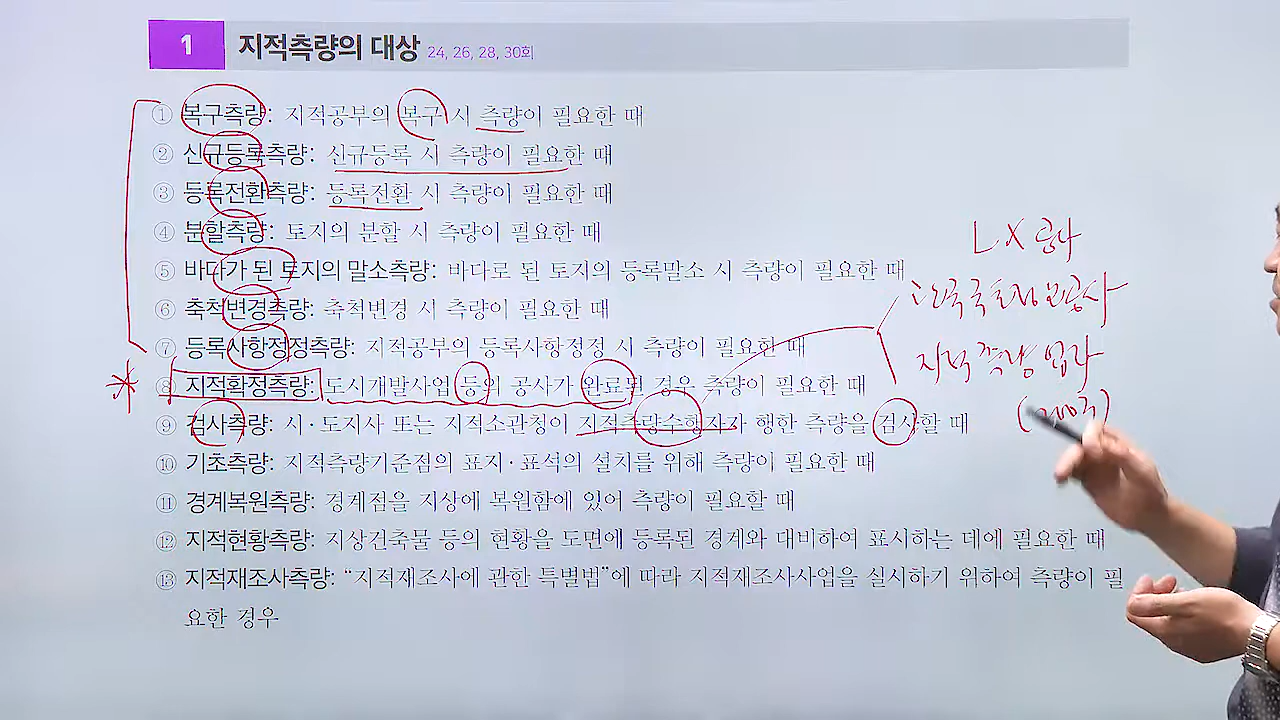 1 지적측량의 대상 24, 26, 28, 30회
① 복구측량: 지적공부의 복구 시 측량이 필요한 때
② 신규등록측량: 신규등록 시 측량이 필요한 때
③ 등록전환측량: 등록전환 시 측량이 필요한 때
④ 분할측량: 토지의 분할 시 측량이 필요한 때
⑤ 바다가 된 토지의 말소측량: 바다로 된 토지의 등록말소 시 측량이 필요한 때
⑥ 축척변경측량: 축척변경 시 측량이 필요한 때
⑦ 등록사항정정측량: 지적공부의 등록사항정정 시 측량이 필요한 때
⑧ 지적확정측량: 도시개발사업 등의 공사가 완료된 경우 측량이 필요한 때
⑨ 검사측량: 시·도지사 또는 지적소관청이 지적측량수행자가 행한 측량을 검사할 때
⑩ 기초측량: 지적측량기준점의 표지·표석의 설치를 위해 측량이 필요한 때
⑪ 경계복원측량: 경계점을 지상에 복원함에 있어 측량이 필요할 때
⑫ 지적현황측량: 지상건축물 등의 현황을 도면에 등록된 경계와 대비하여 표시하는 데에 필요한 때
⑬ 지적재조사측량: “지적재조사에 관한 특별법”에 따라 지적재조사사업을 실시하기 위하여 측량이 필
요한 경우
LX 공사
한국국토정보공사
지적측량업자